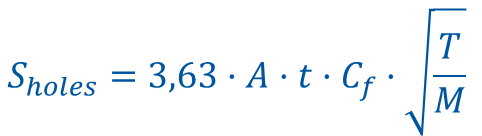 S_holes = 3,63 · A · t · C_f · √(T/M)